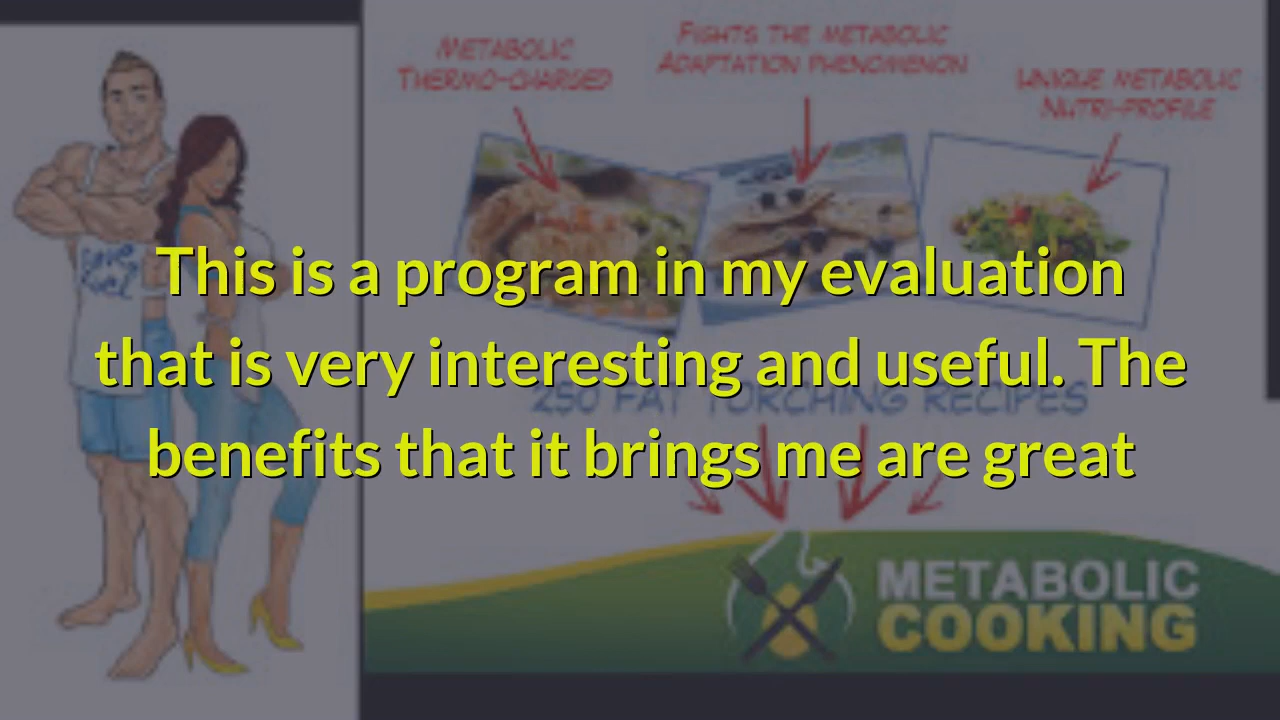 METABOLIC
THERMO-CHARGED
FIGHTS THE METABOLIC
ADAPTATION PHENOMENON
UNIQUE METABOLIC
NUTRI-PROFILE
This is a program in my evaluation
that is very interesting and useful. The
benefits that it brings me are great
250 FAT TORCHING RECIPES
METABOLIC
COOKING